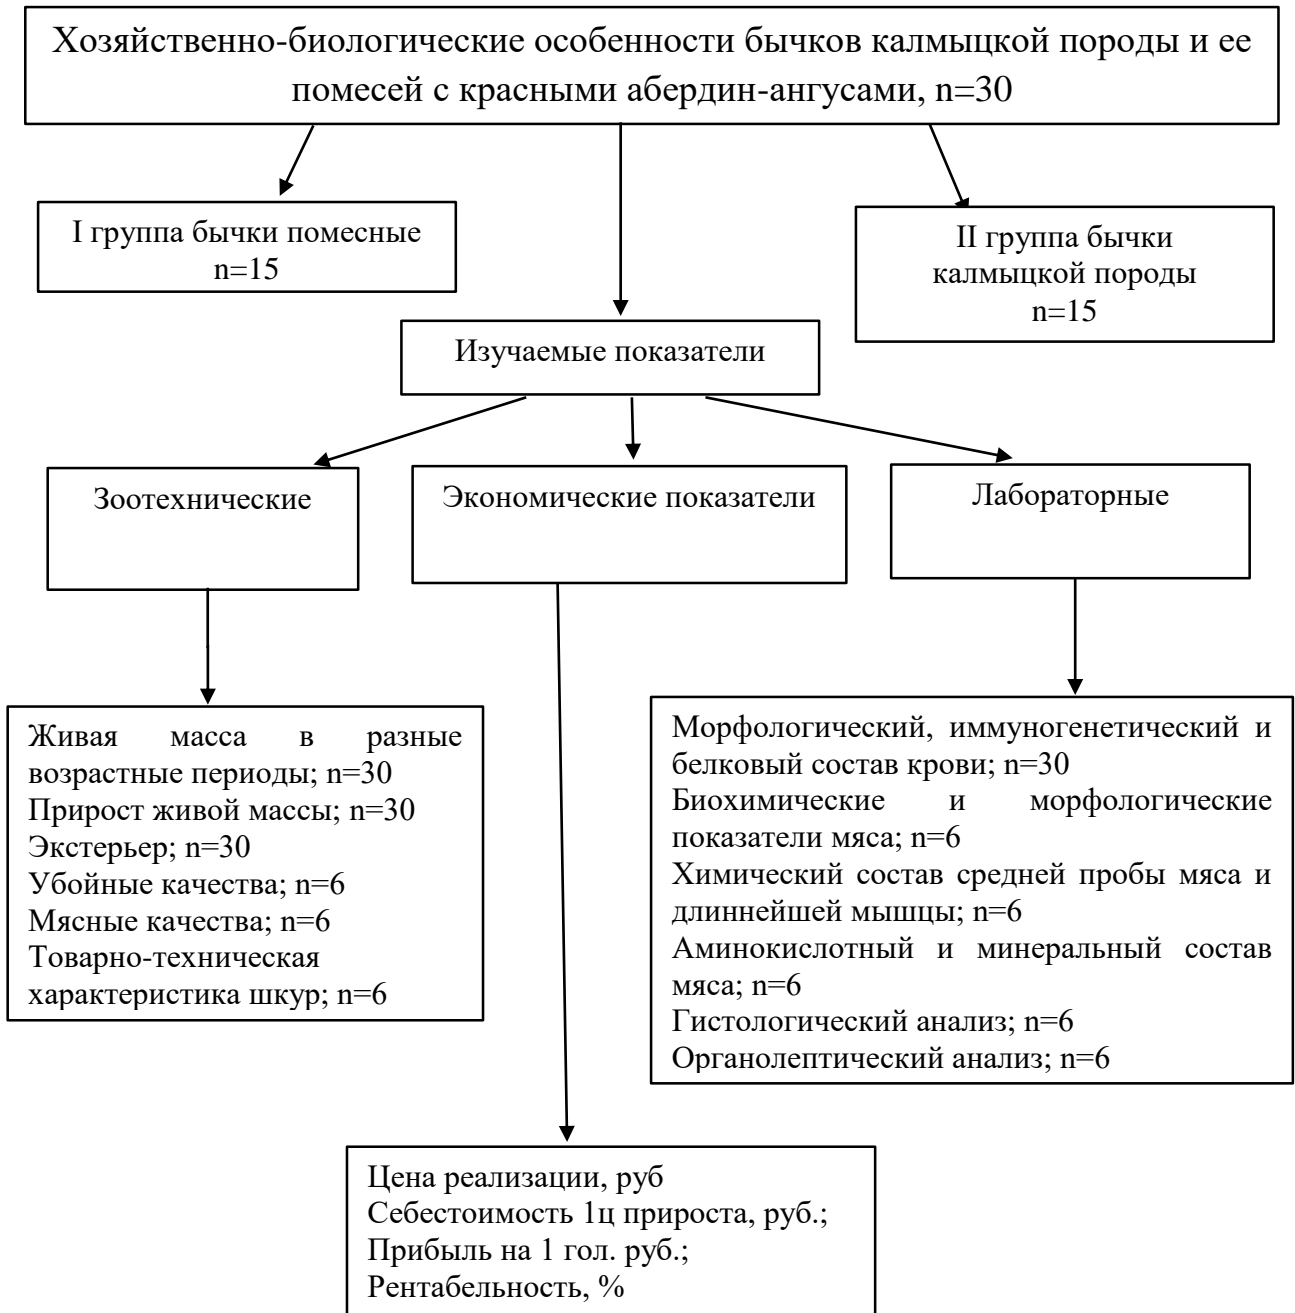 Хозяйственно-биологические особенности бычков калмыцкой породы и ее
помесей с красными абердин-ангусами, n=30
I группа бычки помесные
n=15
II группа бычки
калмыцкой породы
n=15
Изучаемые показатели
Зоотехнические
Экономические показатели
Лабораторные
Живая масса в разные
возрастные периоды; n=30
Прирост живой массы; n=30
Экстерьер; n=30
Убойные качества; n=6
Мясные качества; n=6
Товарно-техническая
характеристика шкур; n=6
Морфологический, иммуногенетический и
белковый состав крови; n=30
Биохимические и морфологические
показатели мяса; n=6
Химический состав средней пробы мяса и
длиннейшей мышцы; n=6
Аминокислотный и минеральный состав
мяса; n=6
Гистологический анализ; n=6
Органолептический анализ; n=6
Цена реализации, руб
Себестоимость 1ц прироста, руб.;
Прибыль на 1 гол. руб.;
Рентабельность, %